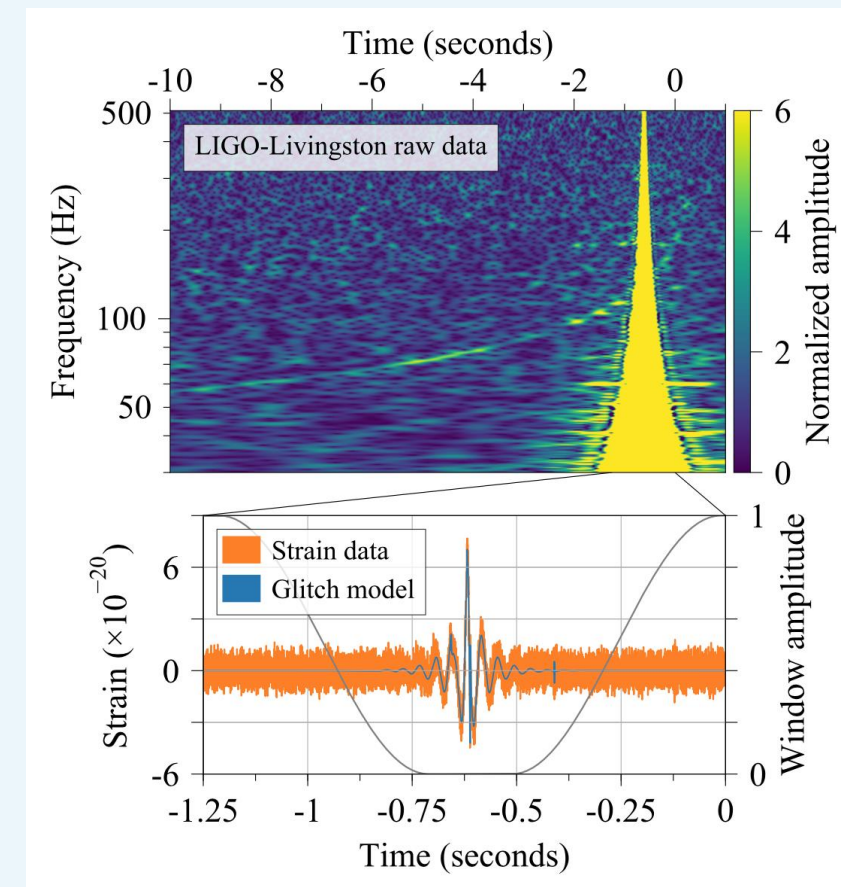 Time (seconds)
-10 -8 -6 -4 -2 0
500
100
50
Frequency (Hz)
LIGO-Livingston raw data
6
4
2
0
Normalized amplitude
6
0
-6
Strain (×10⁻²⁰)
Strain data
Glitch model
1
0
Window amplitude
-1.25 -1 -0.75 -0.5 -0.25 0
Time (seconds)